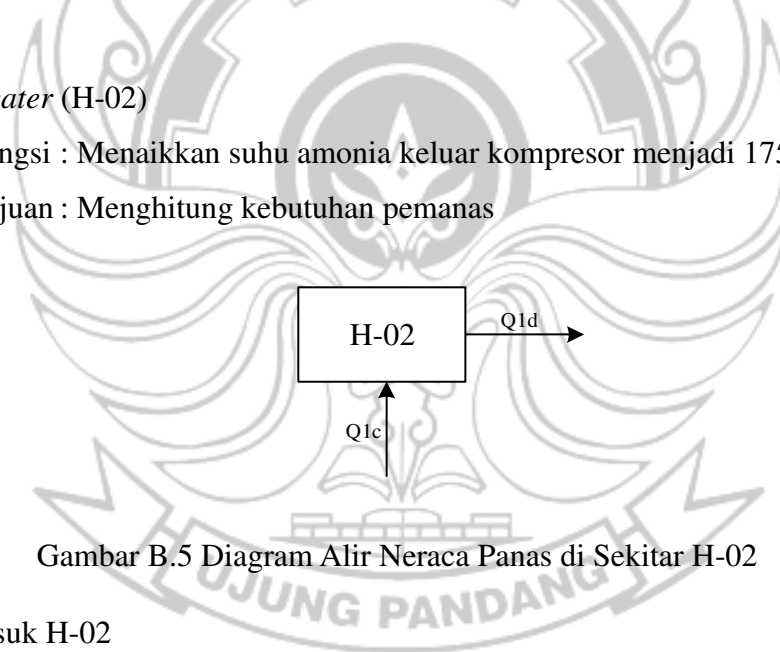 ater (H-02)
ngsi : Menaikkan suhu amonia keluar kompresor menjadi 175
juan : Menghitung kebutuhan pemanas
H-02
Q1d
Q1c
Gambar B.5 Diagram Alir Neraca Panas di Sekitar H-02
UJUNG PANDANG
suk H-02